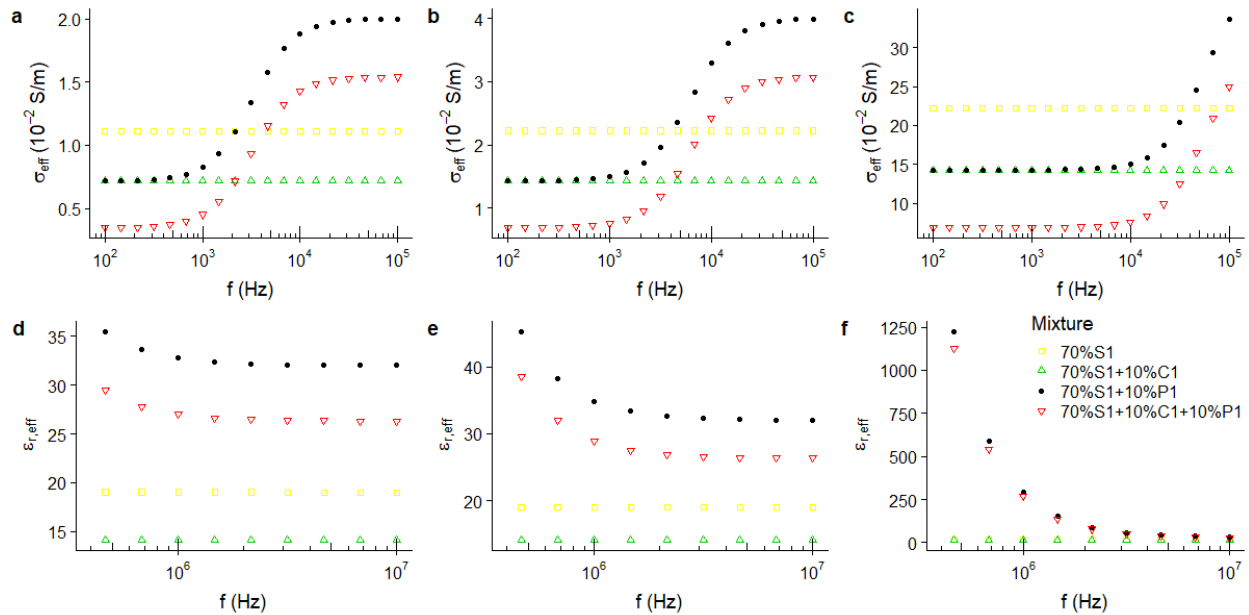 a
2.0
1.5
1.0
0.5
σeff (10⁻² S/m)
10² 10³ 10⁴ 10⁵
f (Hz)
b
4
3
2
1
σeff (10⁻² S/m)
10² 10³ 10⁴ 10⁵
f (Hz)
c
30
25
20
15
10
σeff (10⁻² S/m)
10² 10³ 10⁴ 10⁵
f (Hz)
d
35
30
25
20
15
εr,eff
10⁶ 10⁷
f (Hz)
e
40
30
20
εr,eff
10⁶ 10⁷
f (Hz)
f
1250
1000
750
500
250
0
εr,eff
10⁶ 10⁷
f (Hz)
Mixture
70%S1
70%S1+10%C1
70%S1+10%P1
70%S1+10%C1+10%P1